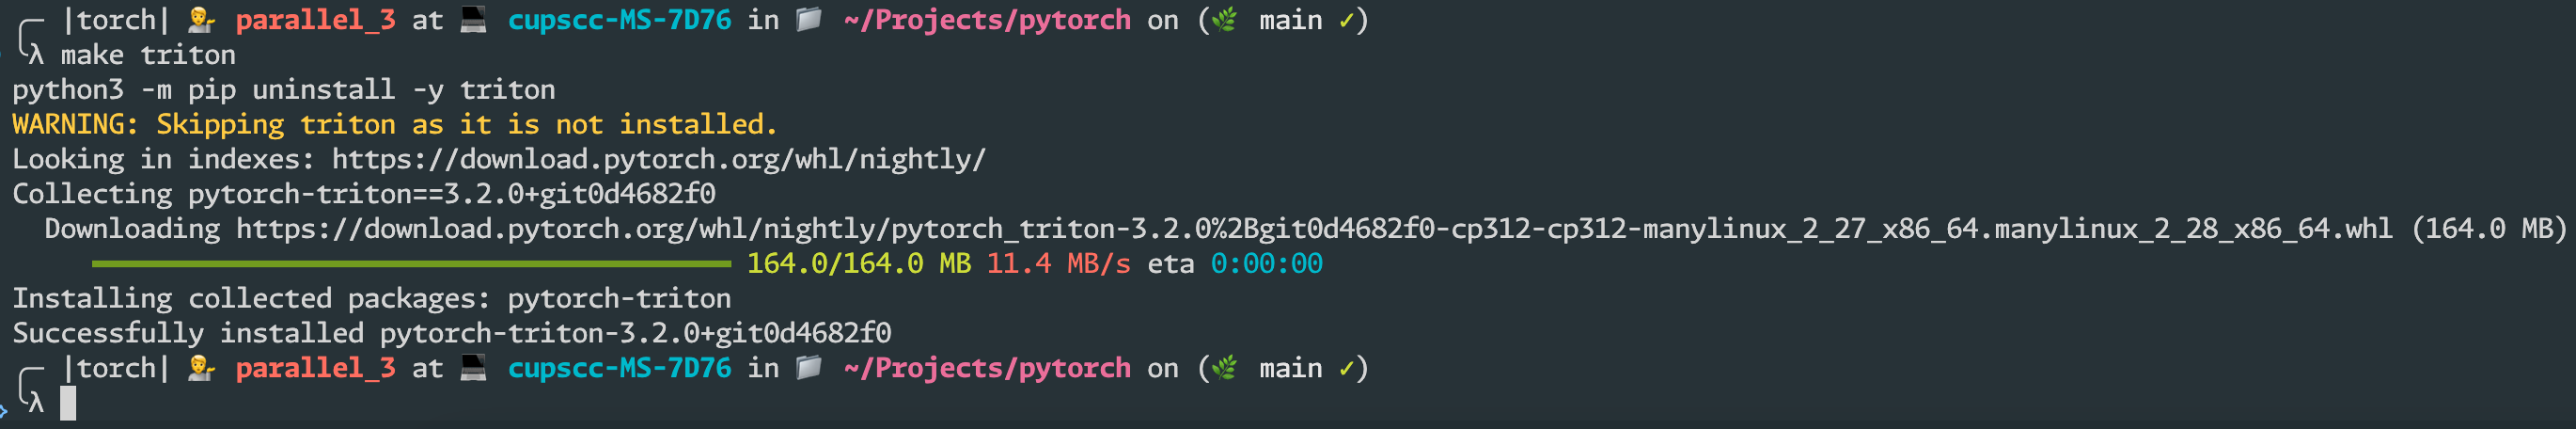 |torch| 🧑‍💼 parallel_3 at 💻 cupscc-MS-7D76 in 📁 ~/Projects/pytorch on (🌿 main ✓)
λ make triton
python3 -m pip uninstall -y triton
WARNING: Skipping triton as it is not installed.
Looking in indexes: https://download.pytorch.org/whl/nightly/
Collecting pytorch-triton==3.2.0+git0d4682f0
Downloading https://download.pytorch.org/whl/nightly/pytorch_triton-3.2.0%2Bgit0d4682f0-cp312-cp312-manylinux_2_27_x86_64.manylinux_2_28_x86_64.whl (164.0 MB)
164.0/164.0 MB 11.4 MB/s eta 0:00:00
Installing collected packages: pytorch-triton
Successfully installed pytorch-triton-3.2.0+git0d4682f0
|torch| 🧑‍💼 parallel_3 at 💻 cupscc-MS-7D76 in 📁 ~/Projects/pytorch on (🌿 main ✓)
λ